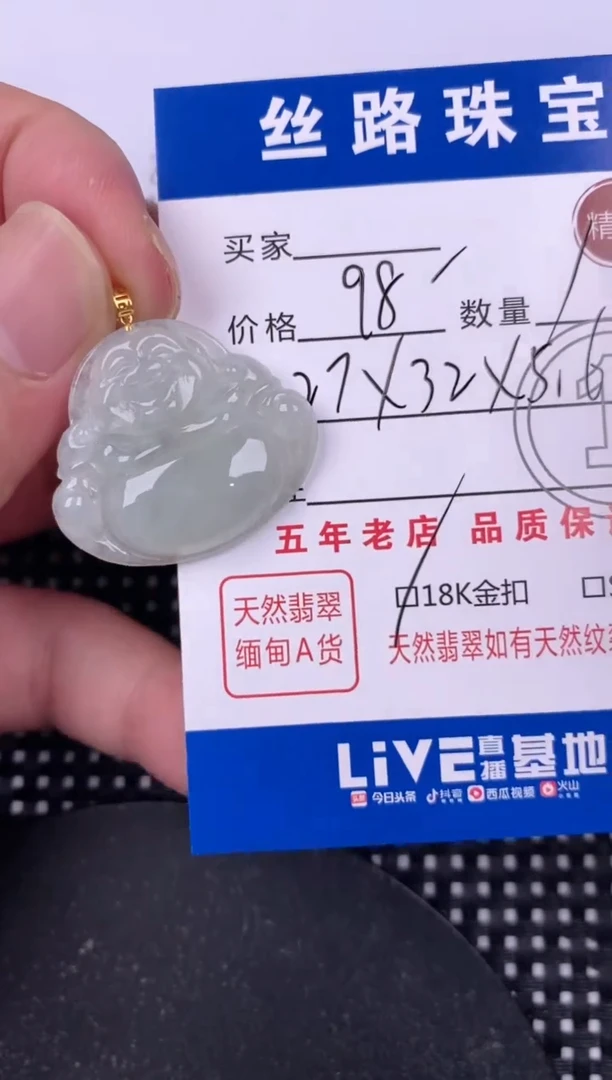 丝路珠宝
精
买家
价格 98 数量
27X32X5.6
五年老店 品质保
天然翡翠
缅甸A货
18K金扣
天然翡翠如有天然纹
LiVE直播基地
今日头条 抖音 西瓜视频 火山